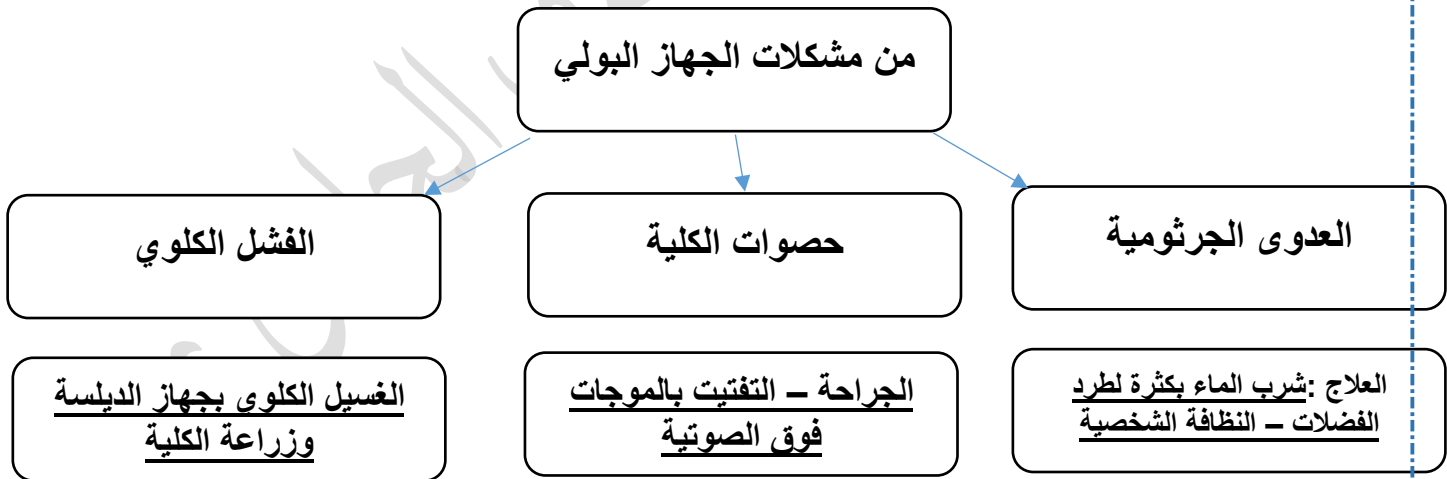 من مشكلات الجهاز البولي
العدوى الجرثومية
حصوات الكلية
الفشل الكلوي
العلاج :شرب الماء بكثرة لطرد
الفضلات – النظافة الشخصية
الجراحة – التفتيت بالموجات
فوق الصوتية
الغسيل الكلوي بجهاز الديلسة
وزراعة الكلية